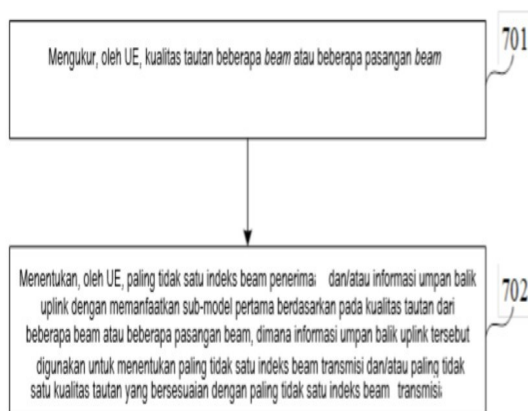 Mengukur, oleh UE, kualitas tautan beberapa beam atau beberapa pasangan beam
701
Menentukan, oleh UE, paling tidak satu indeks beam penerima dan/atau informasi umpan balik
uplink dengan memanfaatkan sub-model pertama berdasarkan pada kualitas tautan dari
beberapa beam atau beberapa pasangan beam, dimana informasi umpan balik uplink tersebut
digunakan untuk menentukan paling tidak satu indeks beam transmisi dan/atau paling tidak
satu kualitas tautan yang bersesuaian dengan paling tidak satu indeks beam transmisi
702